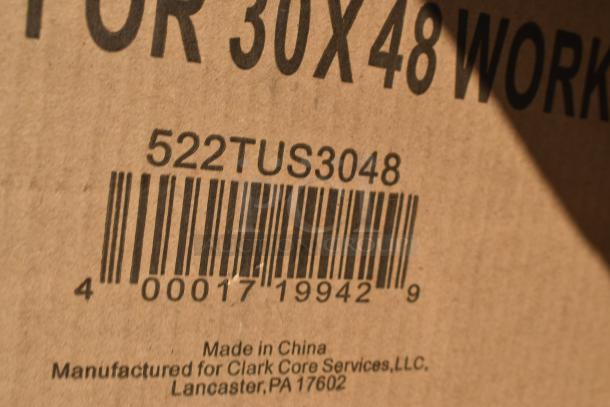 FOR 30X48 WORK
522TUS3048
4 00017 19942 9
Made in China
Manufactured for Clark Core Services,LLC.
Lancaster,PA 17602